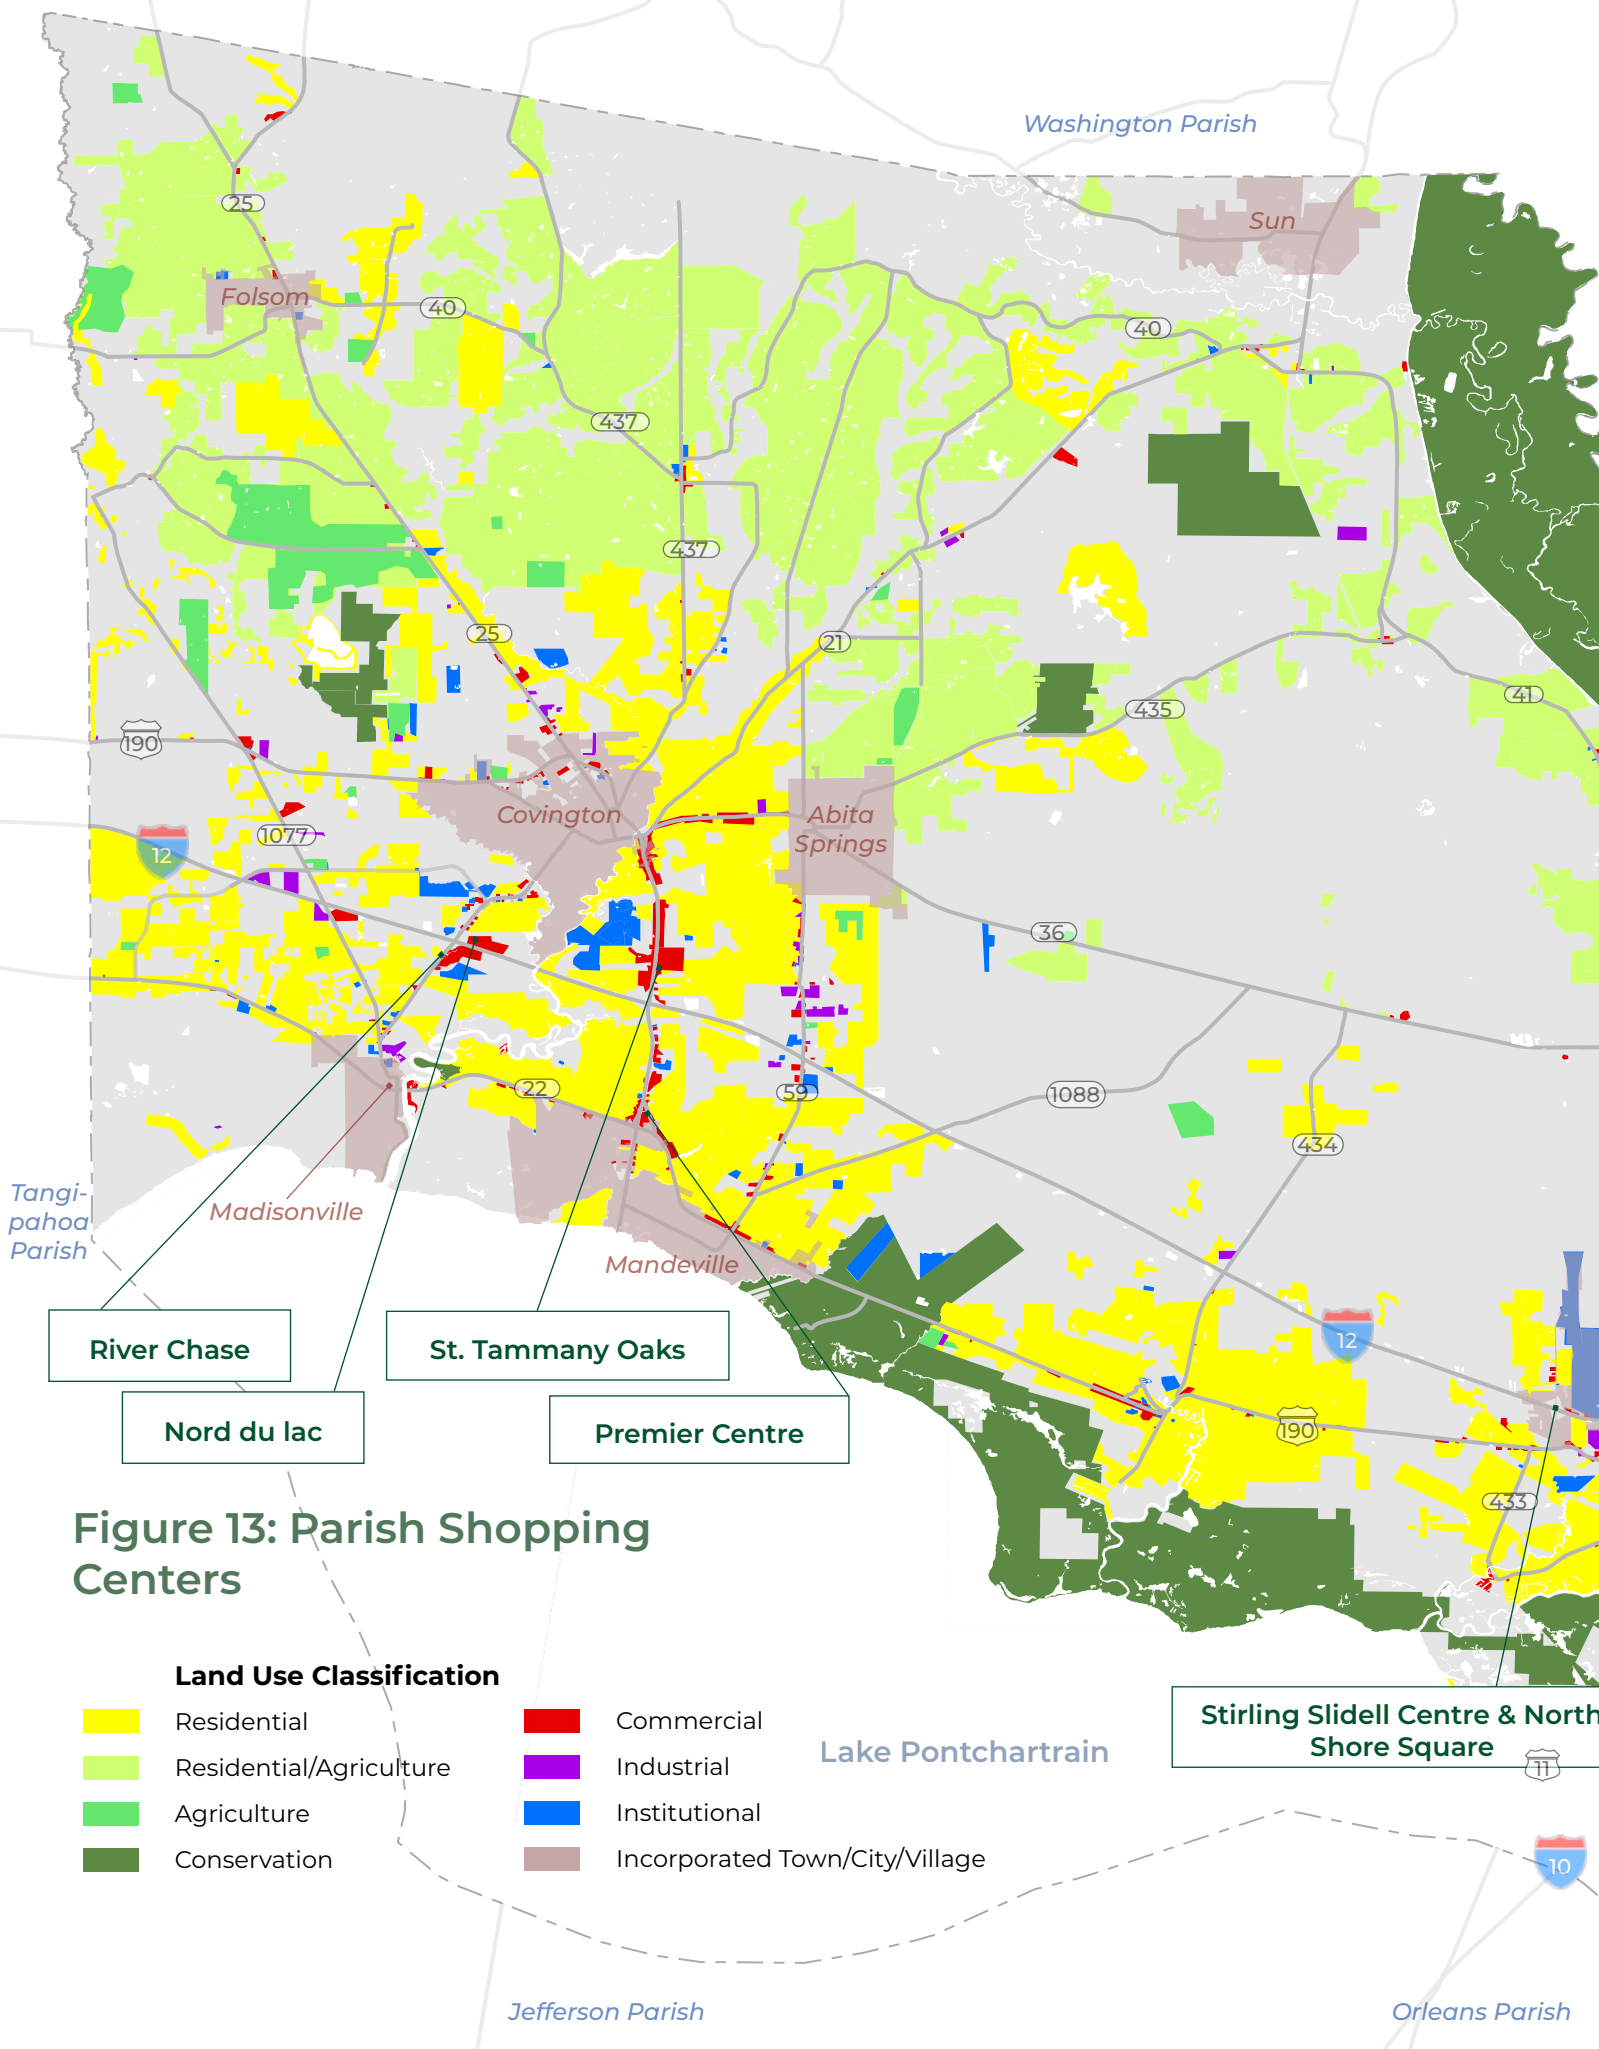 Washington Parish
Sun
25
Folsom
40
40
437
437
25
21
435
41
190
Covington
Abita
Springs
1077
12
36
22
59
1088
434
Tangi-
pahoa
Parish
Madisonville
Mandeville
River Chase
St. Tammany Oaks
12
Nord du lac
Premier Centre
190
433
Figure 13: Parish Shopping
Centers
Land Use Classification
Residential
Residential/Agriculture
Agriculture
Conservation
Commercial
Industrial
Institutional
Incorporated Town/City/Village
Lake Pontchartrain
Stirling Slidell Centre & North
Shore Square
11
10
Jefferson Parish
Orleans Parish